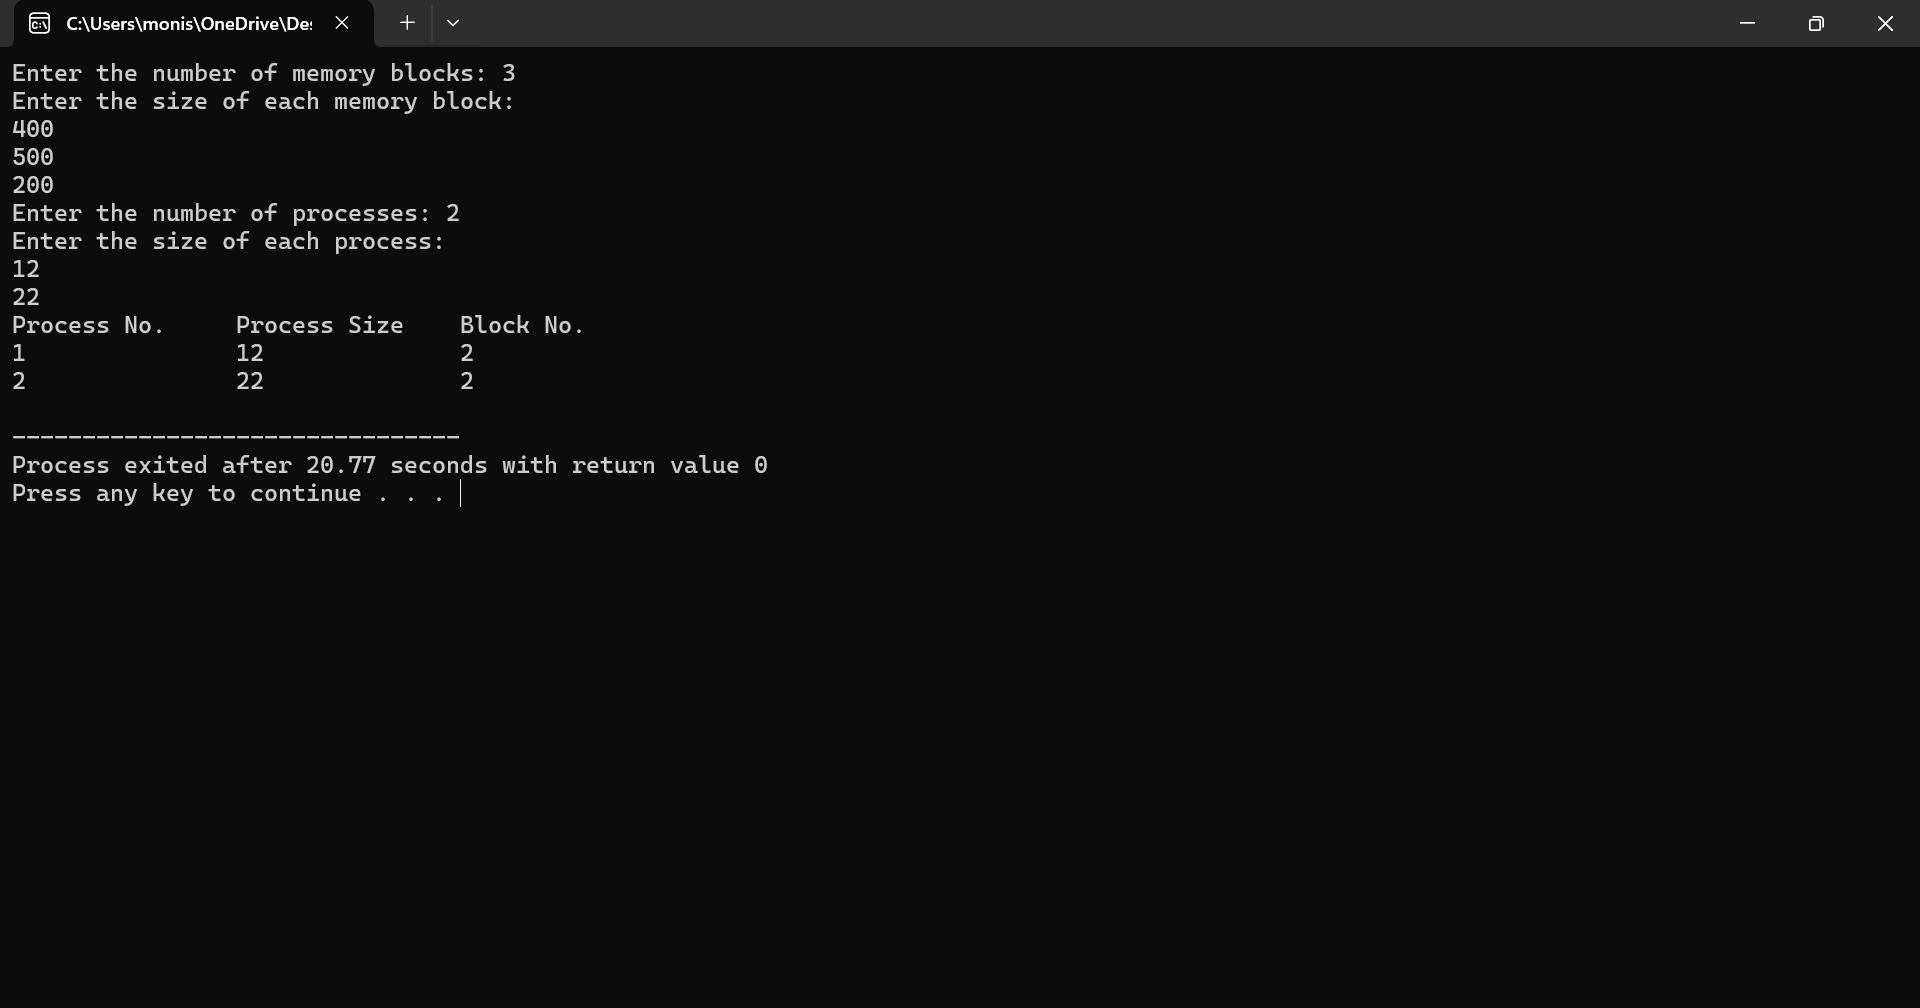 C:\Users\monis\OneDrive\Des
Enter the number of memory blocks: 3
Enter the size of each memory block:
400
500
200
Enter the number of processes: 2
Enter the size of each process:
12
22
Process No.     Process Size    Block No.
1               12              2
2               22              2
--------------------------------
Process exited after 20.77 seconds with return value 0
Press any key to continue . . .